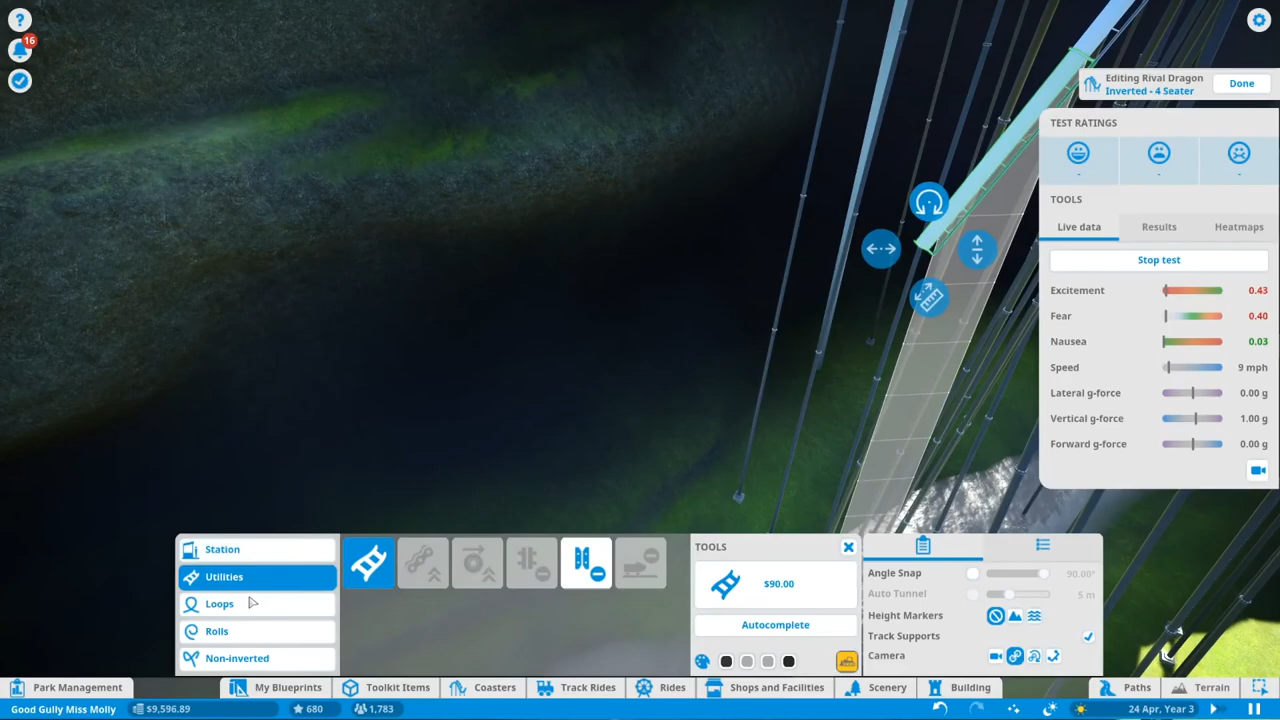 ?
16
Editing Rival Dragon
Inverted - 4 Seater
Done
TEST RATINGS
- - -
TOOLS
Live data Results Heatmaps
Stop test
Excitement 0.43
Fear 0.40
Nausea 0.03
Speed 9 mph
Lateral g-force 0.00 g
Vertical g-force 1.00 g
Forward g-force 0.00 g
Station
Utilities
Loops
Rolls
Non-inverted
TOOLS
$90.00
Autocomplete
Angle Snap 90.00°
Auto Tunnel 5 m
Height Markers
Track Supports
Camera
Park Management My Blueprints Toolkit Items Coasters Track Rides Rides Shops and Facilities Scenery Building Paths Terrain
Good Gully Miss Molly $9,596.89 680 1,783 24 Apr, Year 3